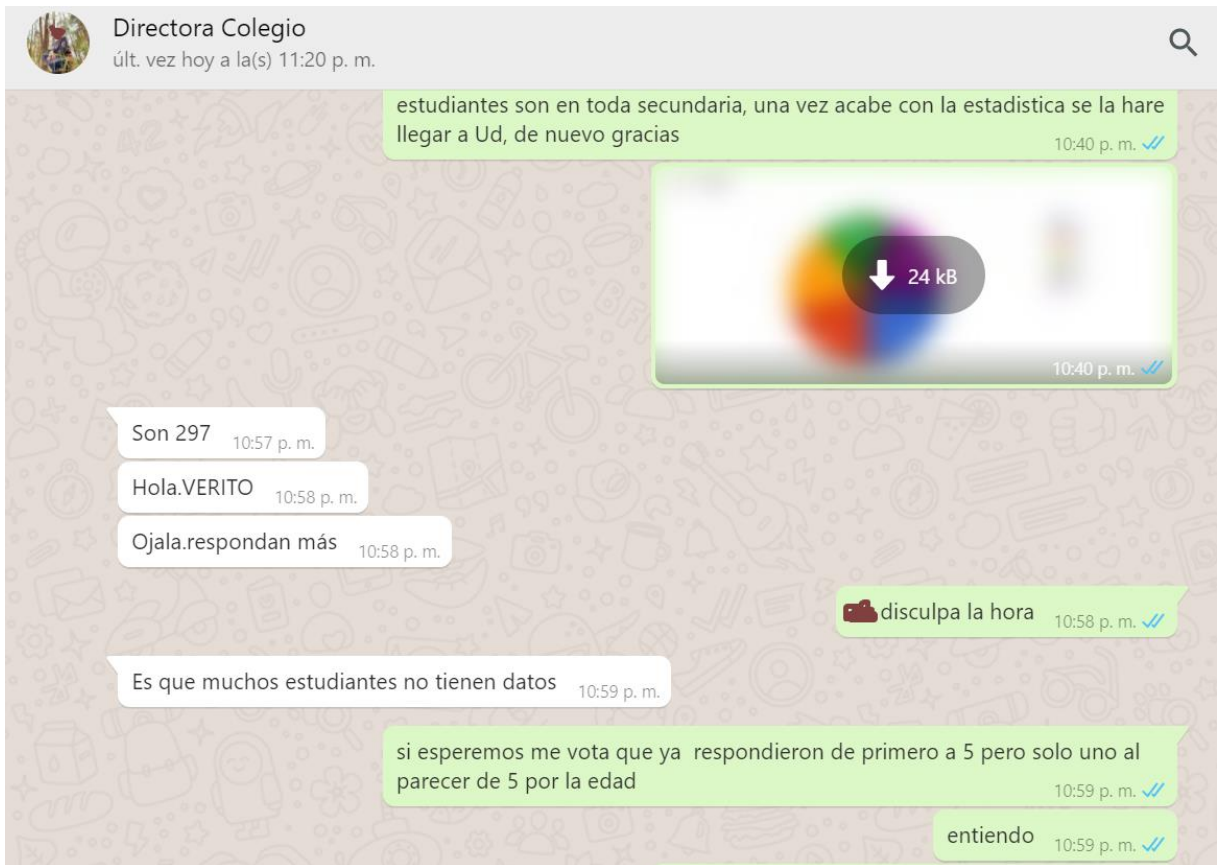 Directora Colegio
últ. vez hoy a la(s) 11:20 p. m.
estudiantes son en toda secundaria, una vez acabe con la estadistica se la hare
llegar a Ud, de nuevo gracias
10:40 p. m.
24 kB
10:40 p. m.
Son 297 10:57 p. m.
Hola.VERITO 10:58 p. m.
Ojala.respondan más 10:58 p. m.
disculpa la hora 10:58 p. m.
Es que muchos estudiantes no tienen datos 10:59 p. m.
si esperemos me vota que ya respondieron de primero a 5 pero solo uno al
parecer de 5 por la edad
10:59 p. m.
entiendo 10:59 p. m.